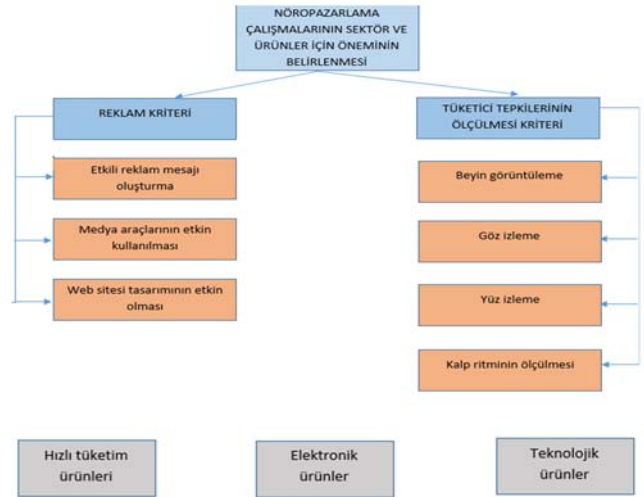 NÖROPAZARLAMA
ÇALIŞMALARININ SEKTÖR VE
ÜRÜNLER İÇİN ÖNEMİNİN
BELİRLENMESİ
REKLAM KRİTERİ
Etkili reklam mesajı
oluşturma
Medya araçlarının etkin
kullanılması
Web sitesi tasarımının etkin
olması
TÜKETİCİ TEPKİLERİNİN
ÖLÇÜLMESİ KRİTERİ
Beyin görüntüleme
Göz izleme
Yüz izleme
Kalp ritminin ölçülmesi
Hızlı tüketim
ürünleri
Elektronik
ürünler
Teknolojik
ürünler